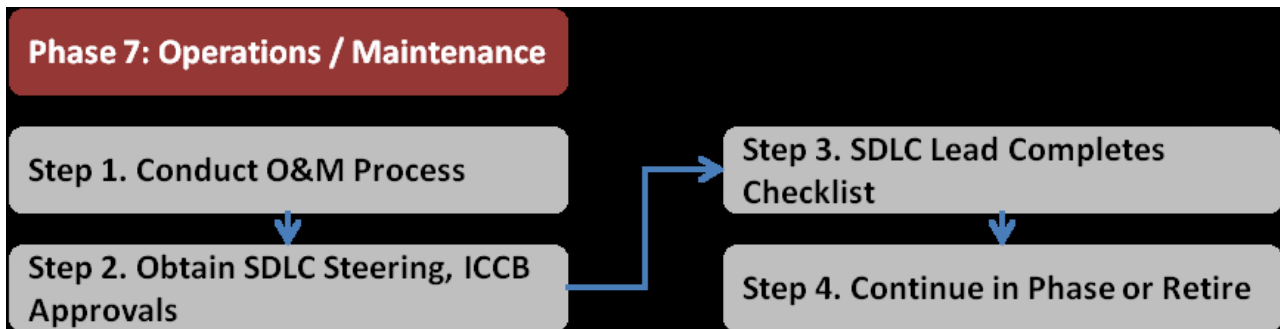 Phase 7: Operations / Maintenance
Step 1. Conduct O&M Process
Step 2. Obtain SDLC Steering, ICCB
Approvals
Step 3. SDLC Lead Completes
Checklist
Step 4. Continue in Phase or Retire